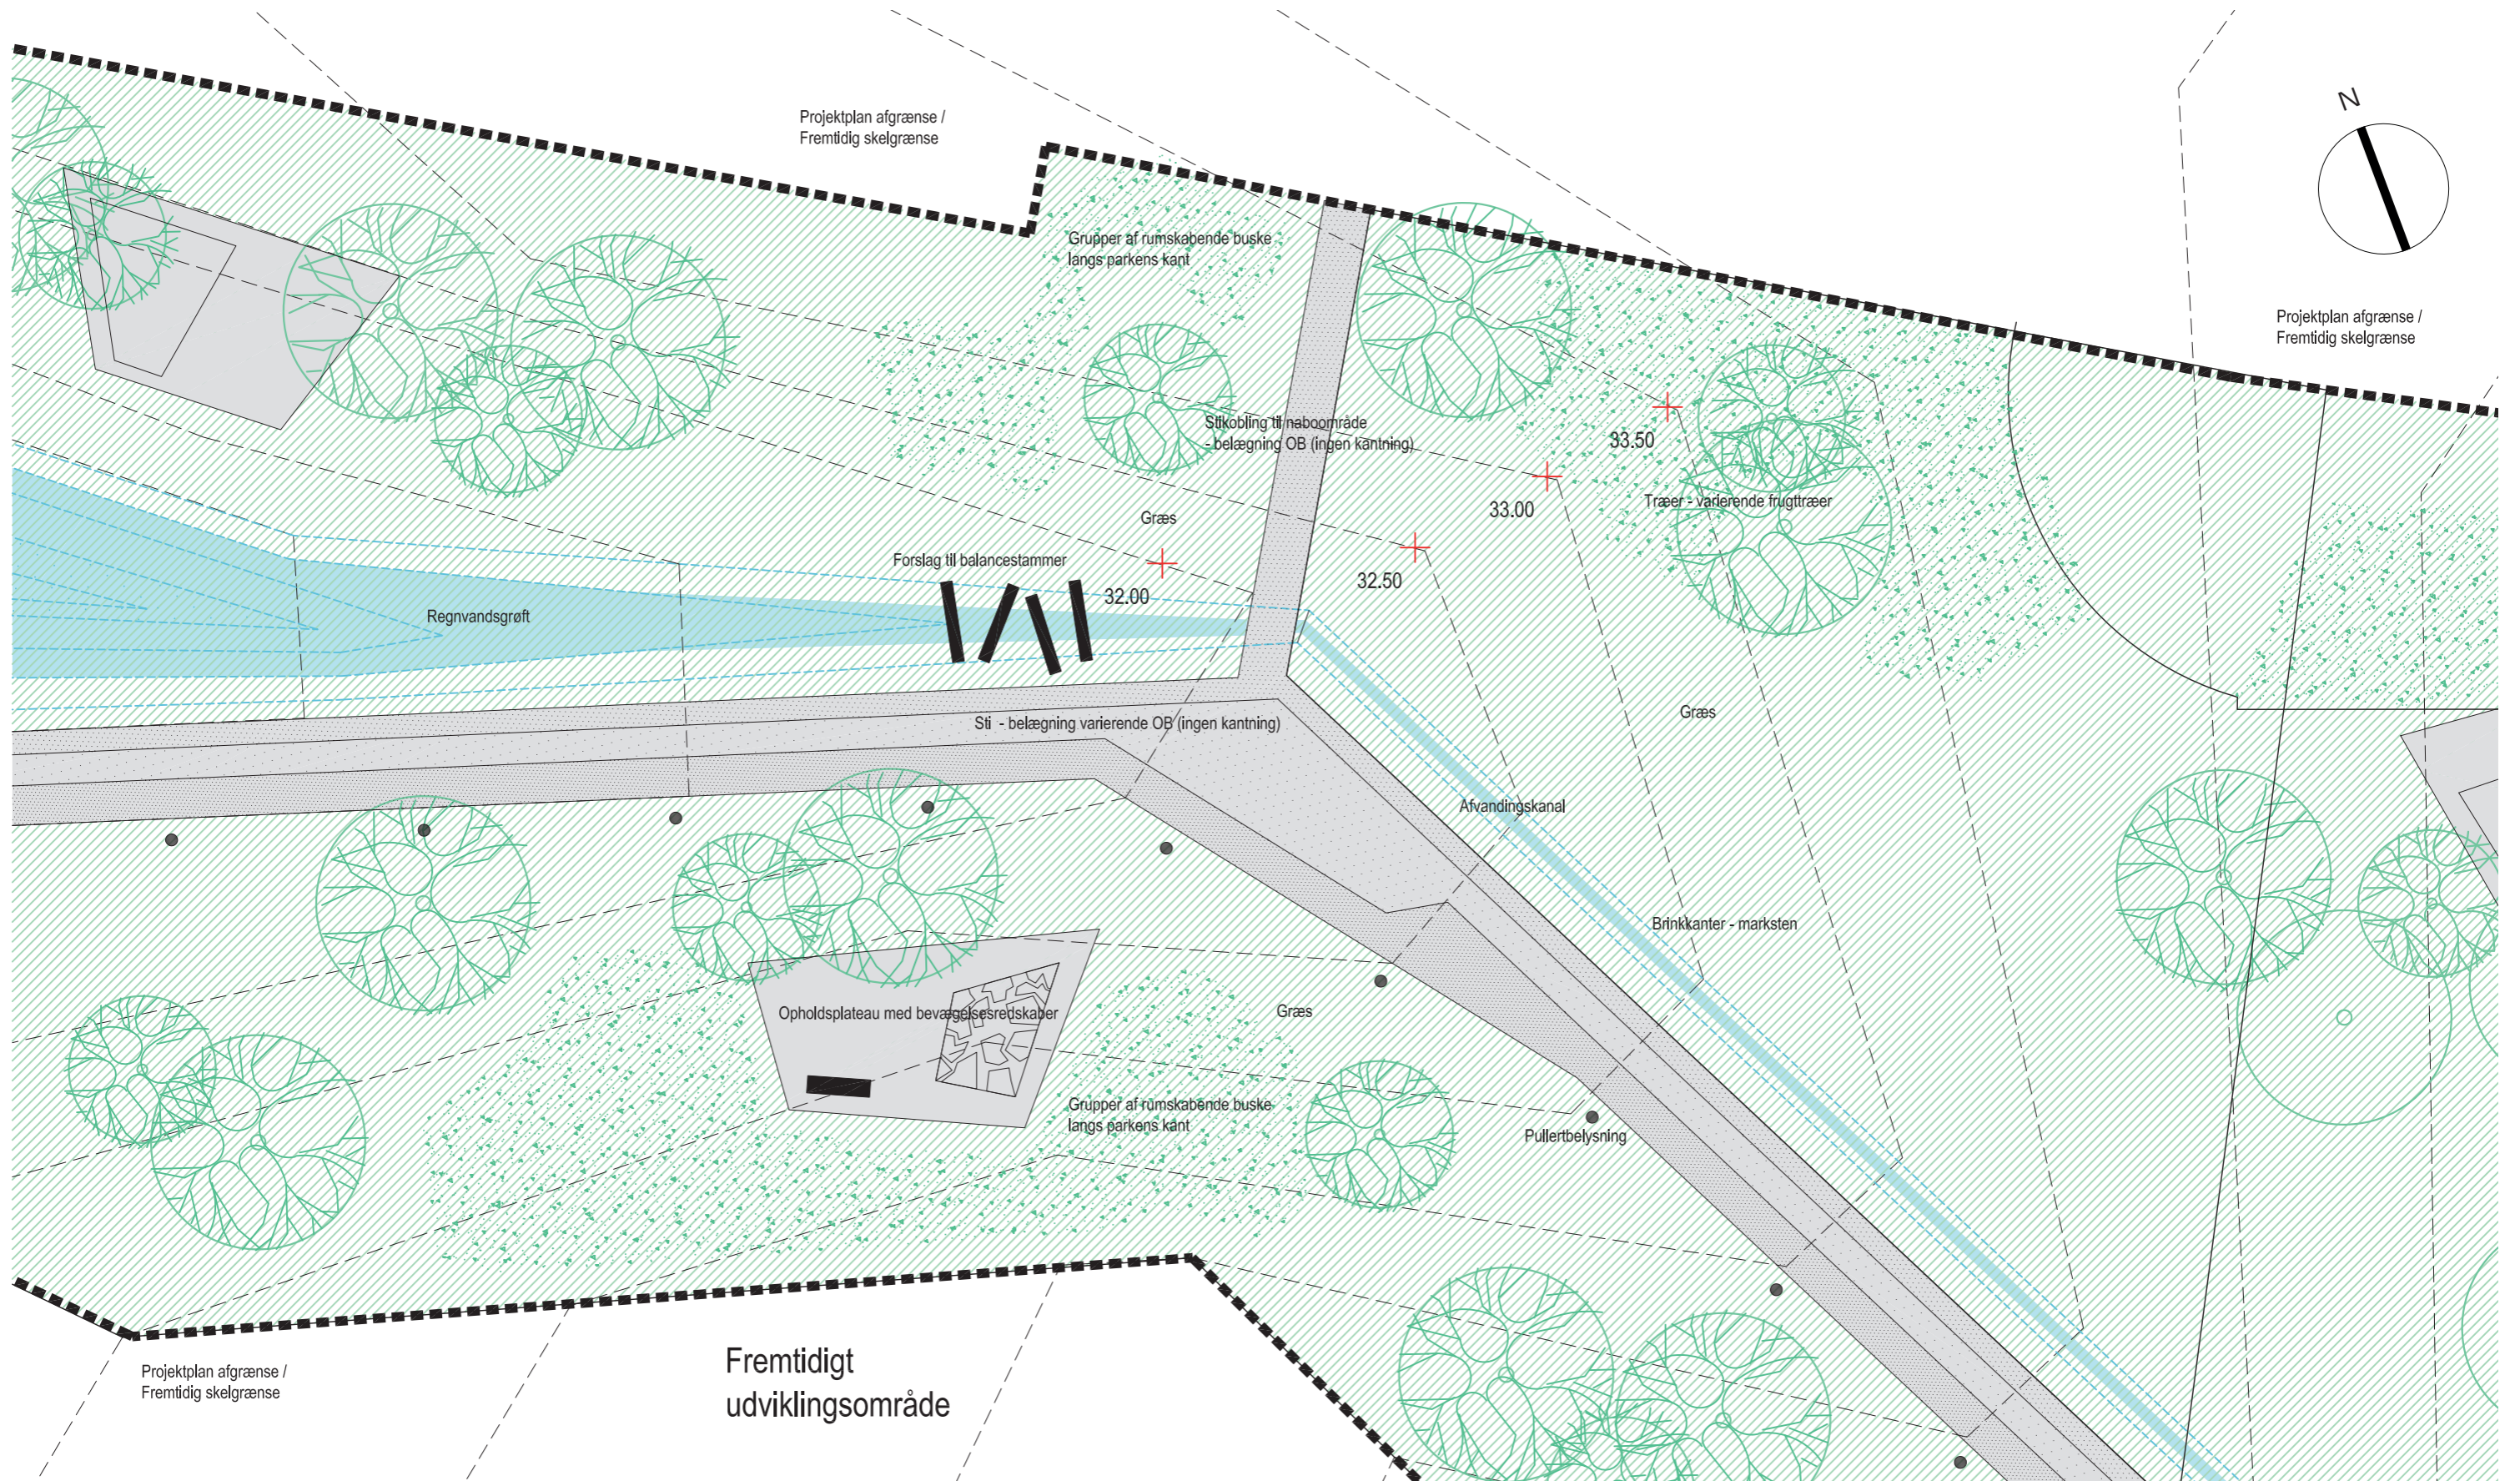 Projektplan afgrænse /
Fremtidig skelgrænse
N
Projektplan afgrænse /
Fremtidig skelgrænse
Grupper af rumskabende buske
langs parkens kant
Stikobling til naboområde
- belægning OB (ingen kantning)
33.50
33.00
Træer - varierende frugttræer
Græs
32.50
Forslag til balancestammer
32.00
Regnvandsgrøft
Sti - belægning varierende OB (ingen kantning)
Græs
Afvandingskanal
Brinkkanter - marksten
Opholdsplateau med bevægelsesredskaber
Græs
Grupper af rumskabende buske
langs parkens kant
Pullertbelysning
Projektplan afgrænse /
Fremtidig skelgrænse
Fremtidigt
udviklingsområde